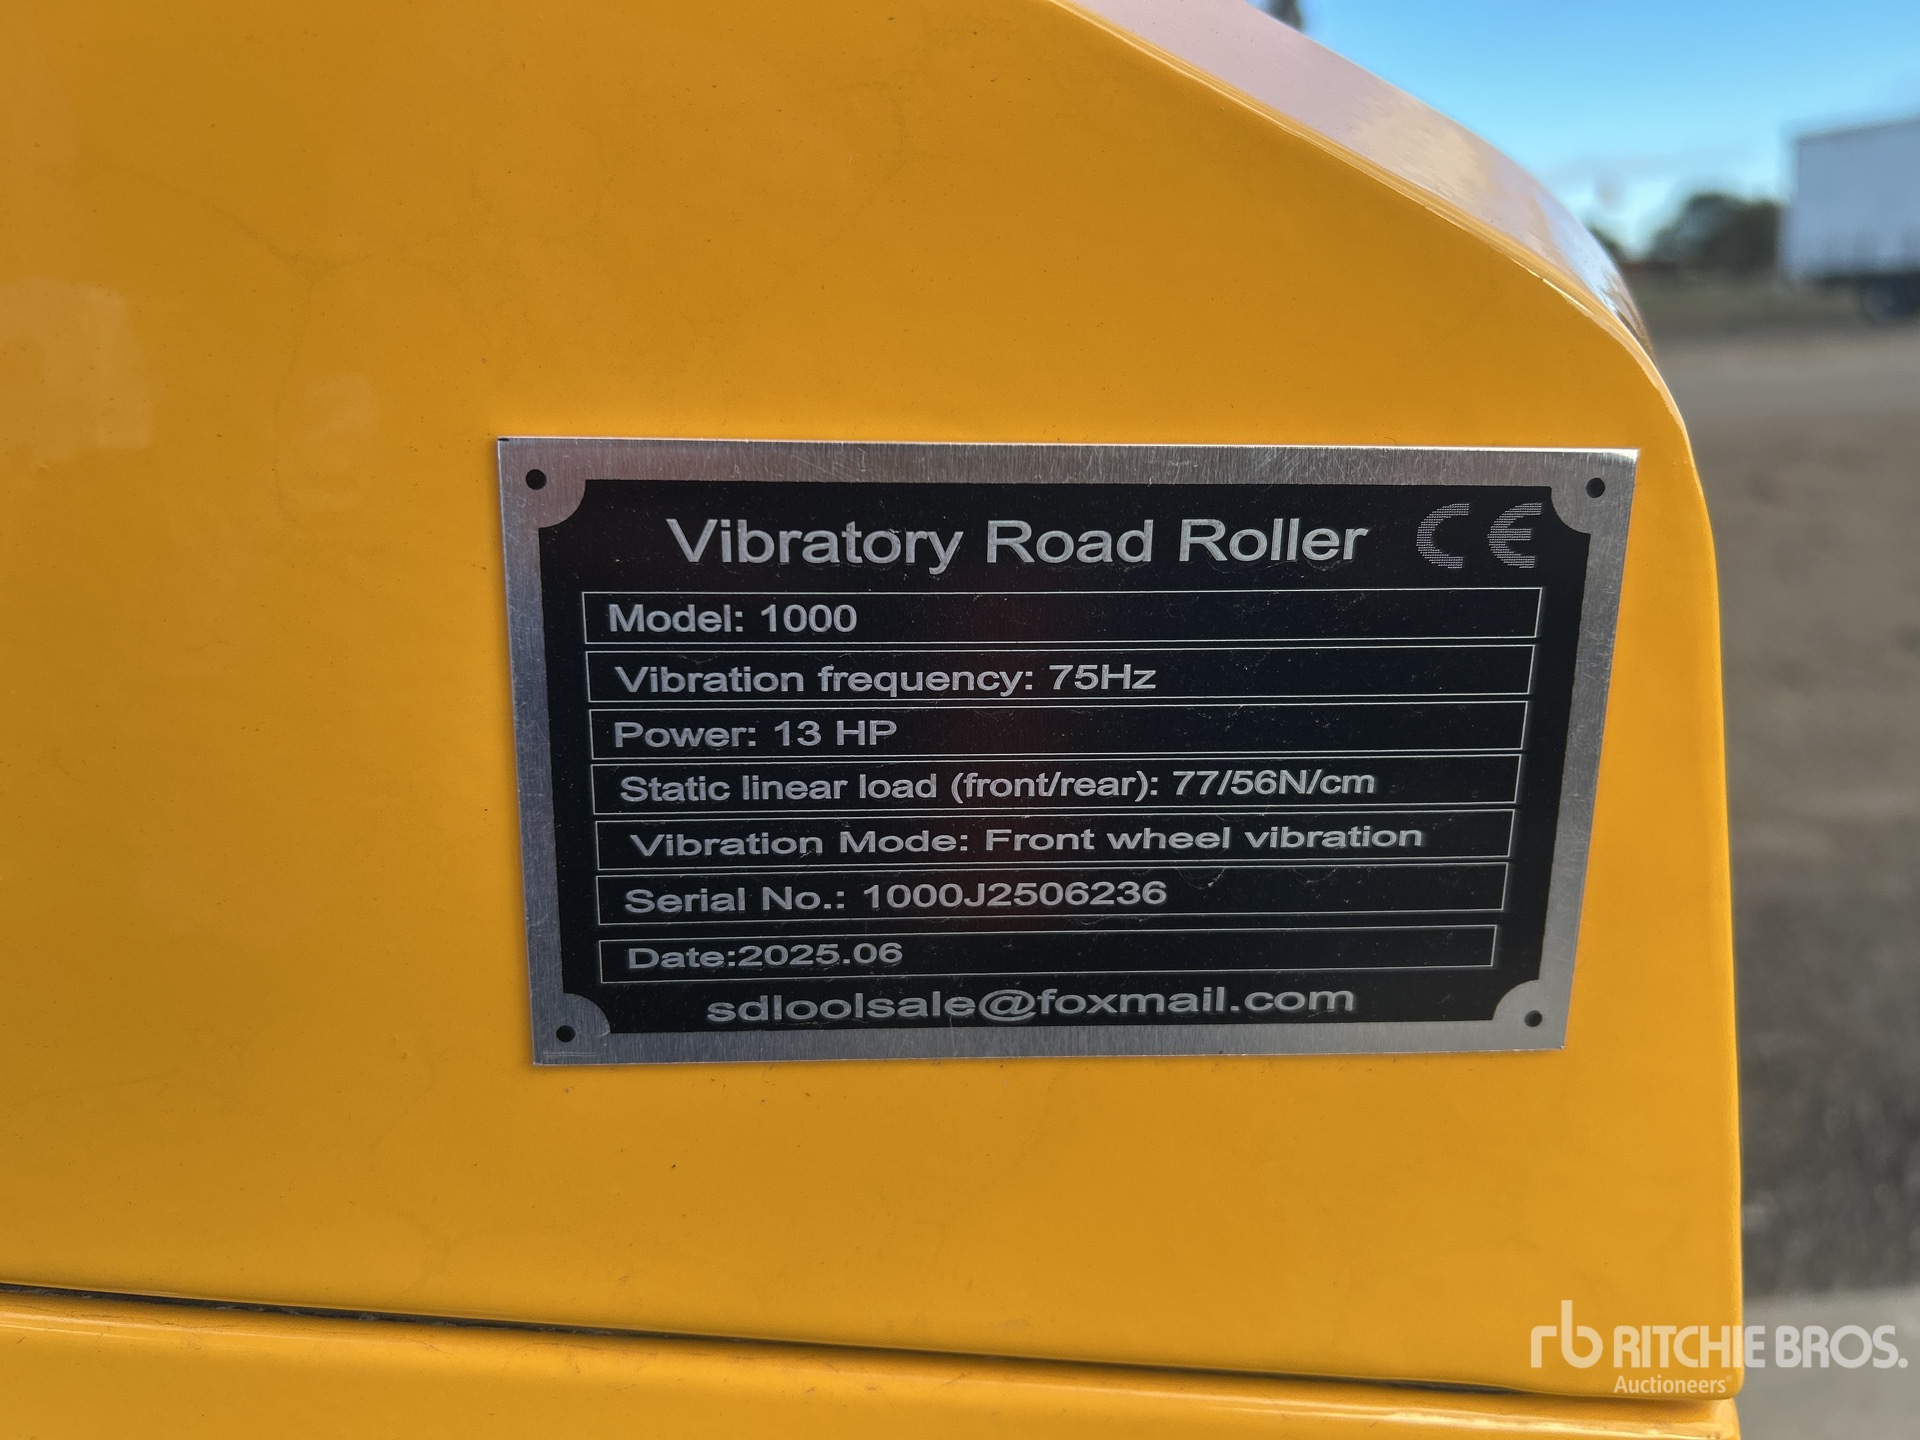 Vibratory Road Roller CE
Model: 1000
Vibration frequency: 75Hz
Power: 13 HP
Static linear load (front/rear): 77/56N/cm
Vibration Mode: Front wheel vibration
Serial No.: 1000J2506236
Date:2025.06
sdloolsale@foxmail.com
rb RITCHIE BROS.
Auctioneers